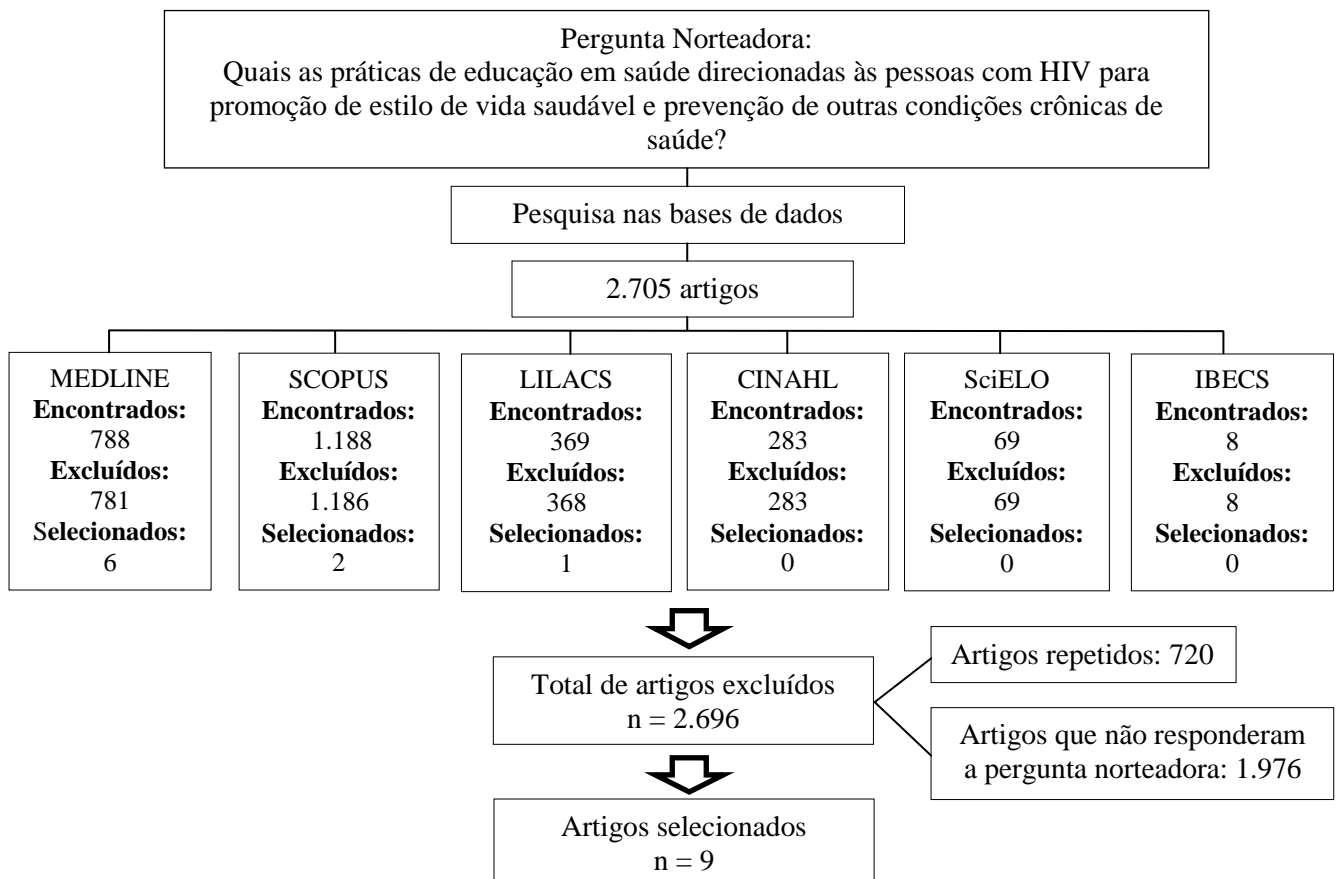 Pergunta Norteadora:
Quais as práticas de educação em saúde direcionadas às pessoas com HIV para
promoção de estilo de vida saudável e prevenção de outras condições crônicas de
saúde?
Pesquisa nas bases de dados
2.705 artigos
MEDLINE
Encontrados:
788
Excluídos:
781
Selecionados:
6
SCOPUS
Encontrados:
1.188
Excluídos:
1.186
Selecionados:
2
LILACS
Encontrados:
369
Excluídos:
368
Selecionados:
1
CINAHL
Encontrados:
283
Excluídos:
283
Selecionados:
0
SciELO
Encontrados:
69
Excluídos:
69
Selecionados:
0
IBECS
Encontrados:
8
Excluídos:
8
Selecionados:
0
Total de artigos excluídos
n = 2.696
Artigos repetidos: 720
Artigos que não responderam
a pergunta norteadora: 1.976
Artigos selecionados
n = 9